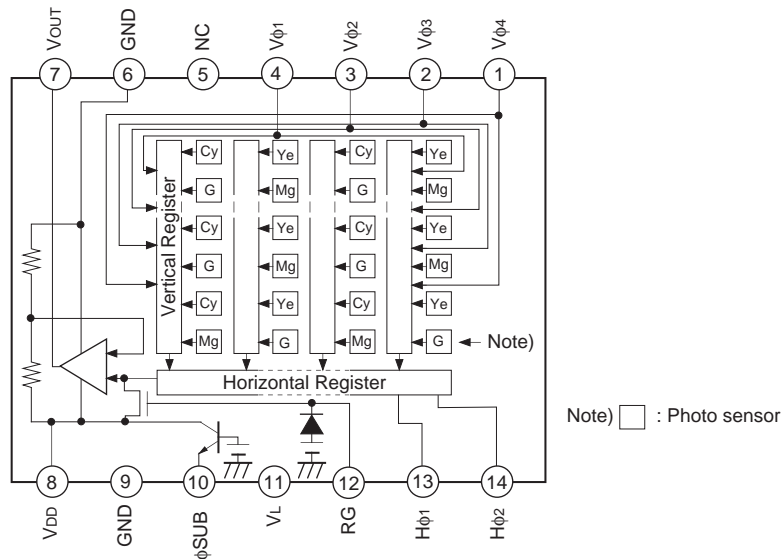 VOUT
GND
NC
Vϕ1
Vϕ2
Vϕ3
Vϕ4
7
6
5
4
3
2
1
Vertical Register
Cy
Ye
Cy
Ye
G
Mg
G
Mg
Cy
Ye
Cy
Ye
G
Mg
G
Mg
Cy
Ye
Cy
Ye
Mg
G
Mg
G
Note)
Horizontal Register
Note) : Photo sensor
8
9
10
11
12
13
14
VDD
GND
ϕSUB
VL
RG
Hϕ1
Hϕ2